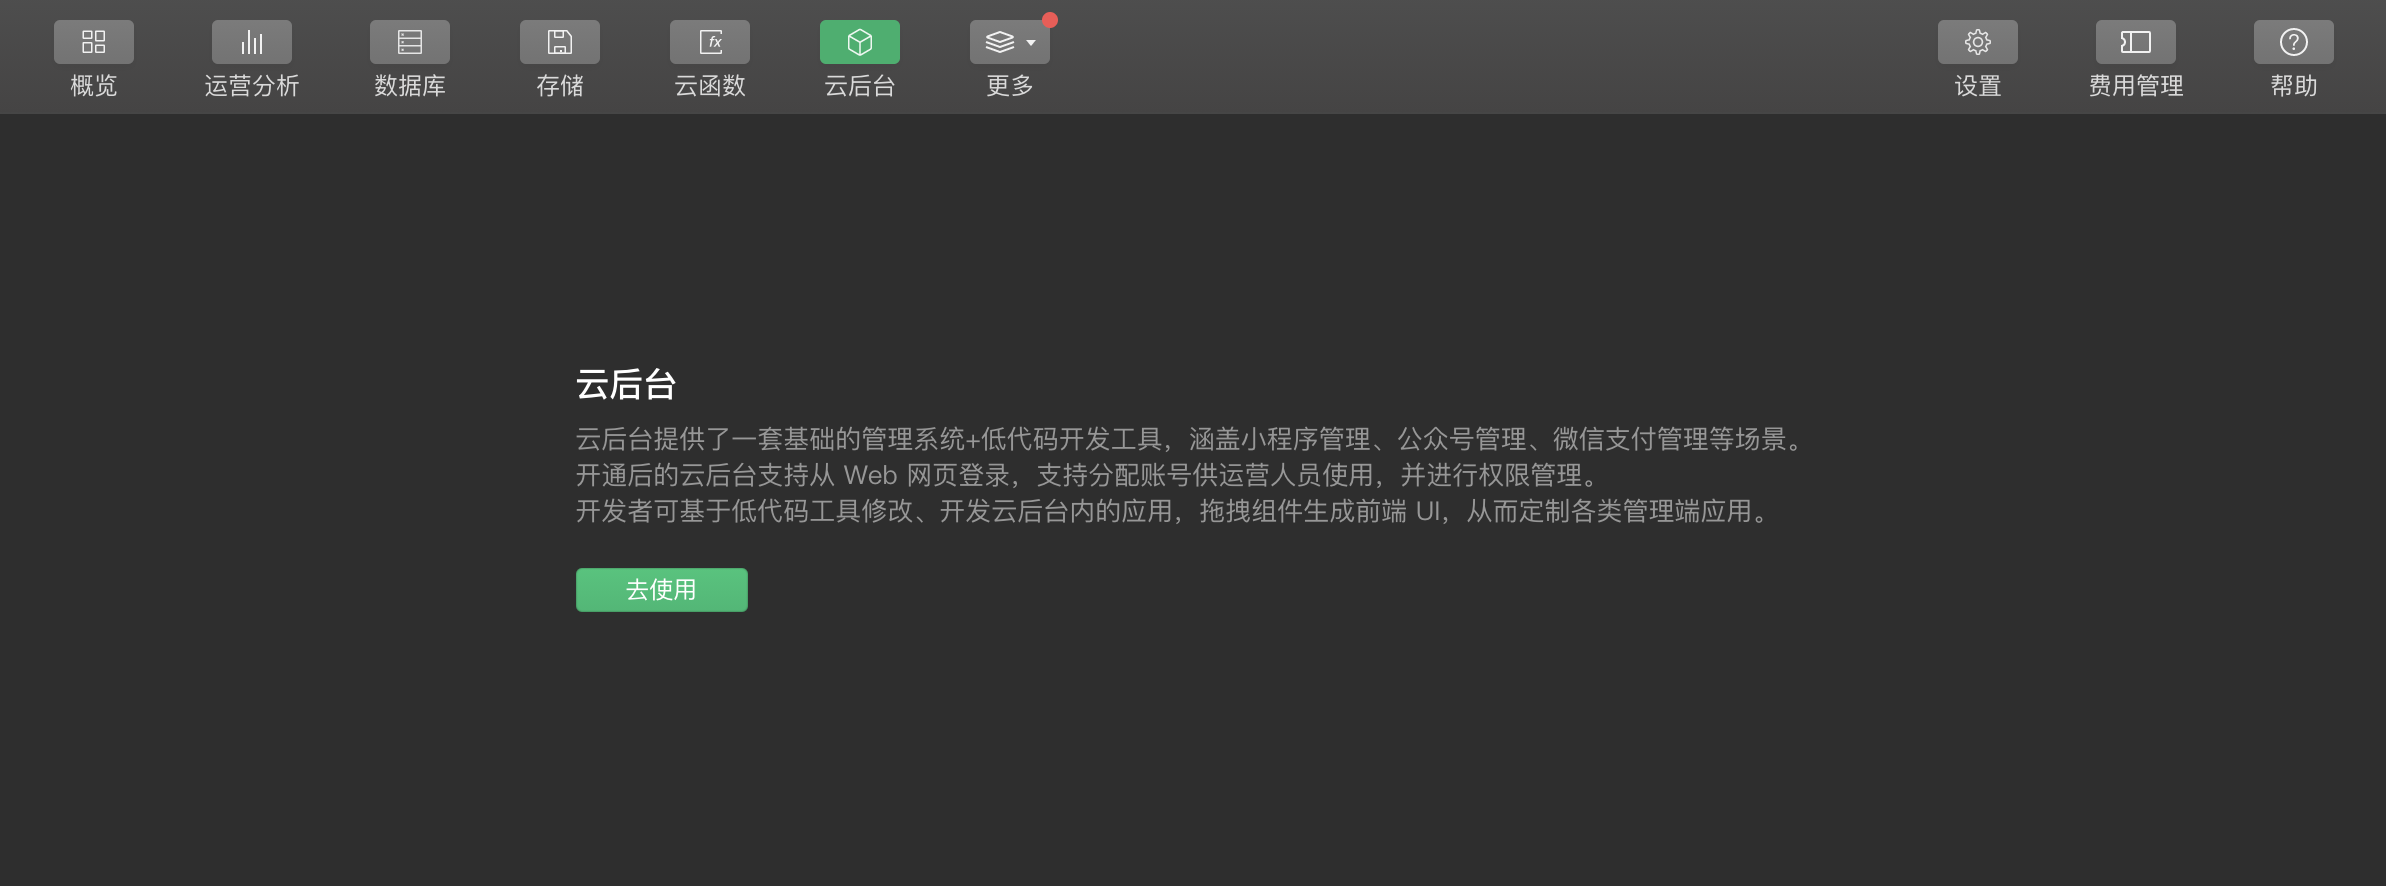 概览
运营分析
数据库
存储
fx
云函数
云后台
更多
设置
费用管理
帮助
云后台
云后台提供了一套基础的管理系统+低代码开发工具，涵盖小程序管理、公众号管理、微信支付管理等场景。
开通后的云后台支持从 Web 网页登录，支持分配账号供运营人员使用，并进行权限管理。
开发者可基于低代码工具修改、开发云后台内的应用，拖拽组件生成前端 UI，从而定制各类管理端应用。
去使用